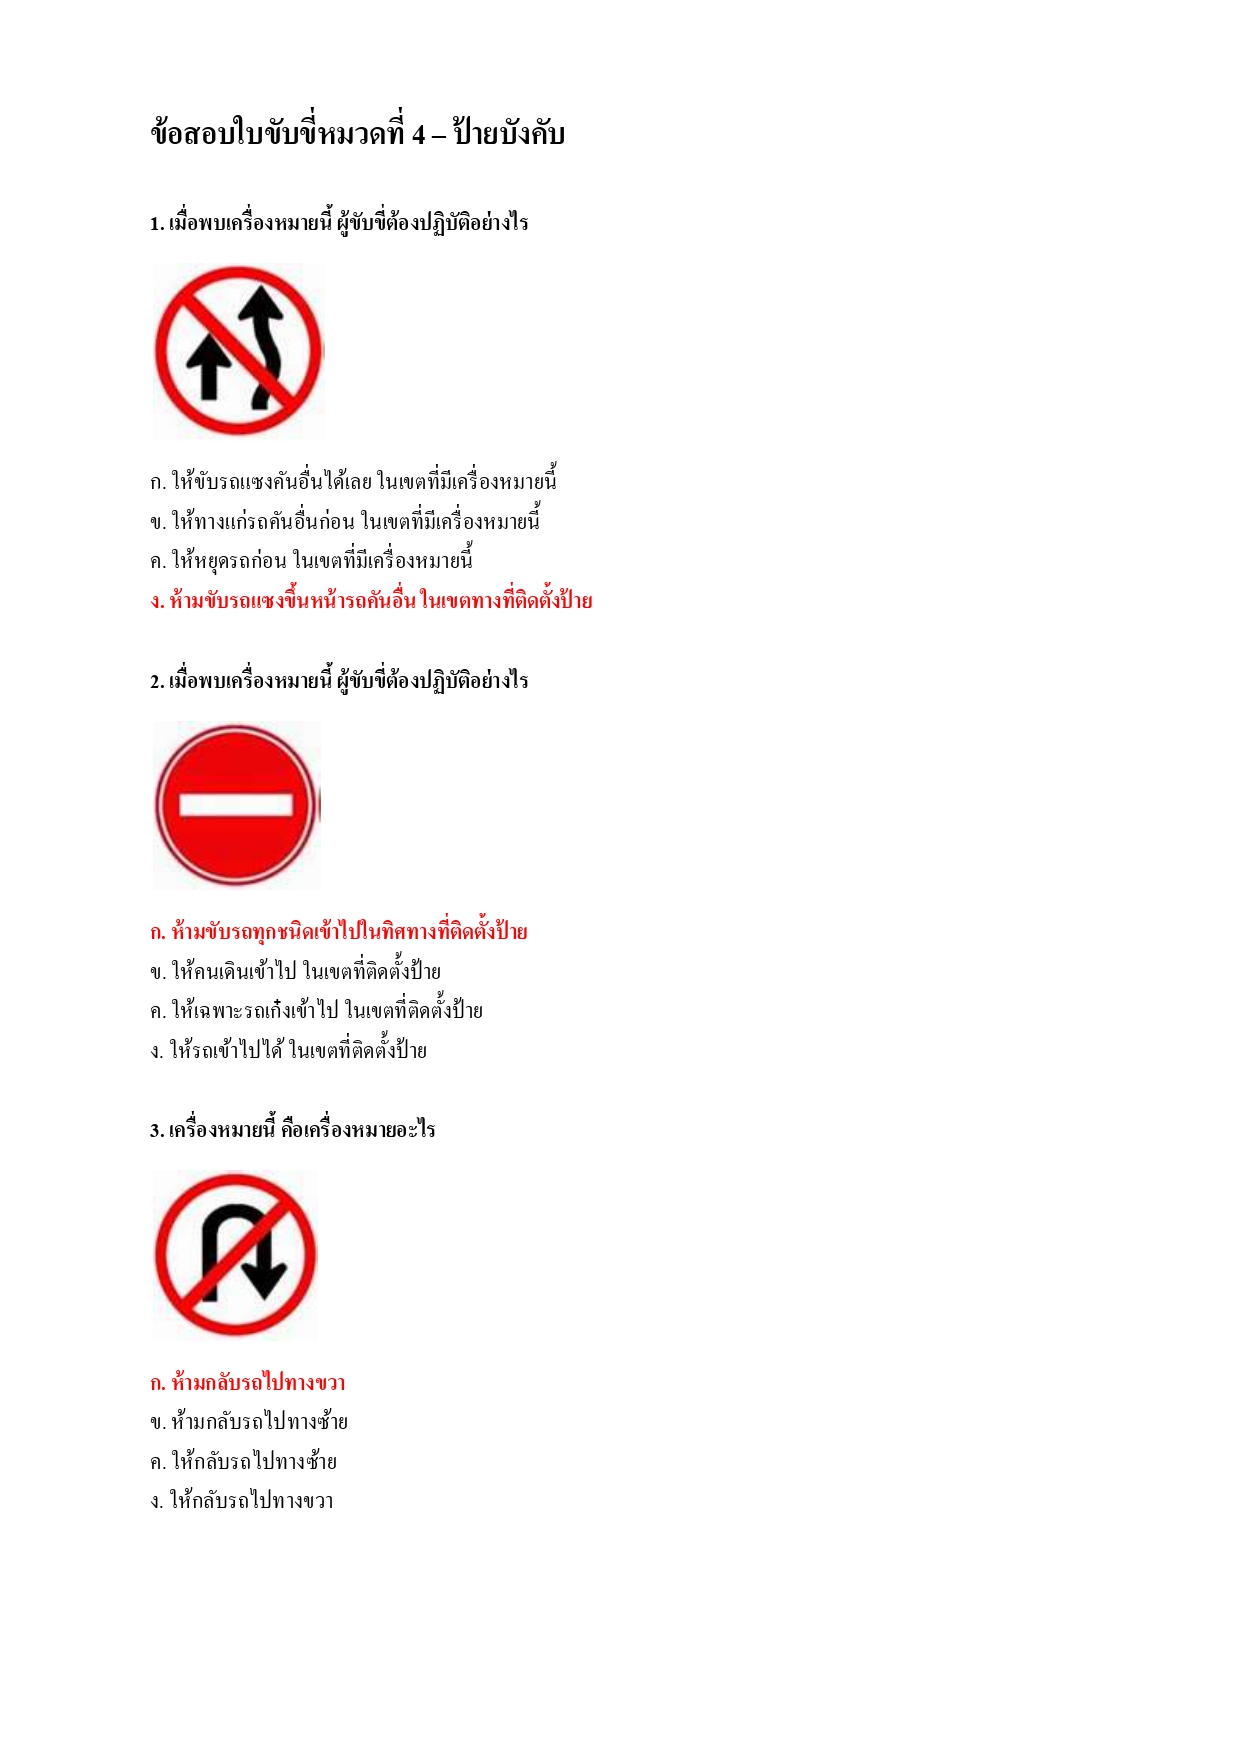 ข้อสอบใบขับขี่หมวดที่ 4 – ป้ายบังคับ
1. เมื่อพบเครื่องหมายนี้ ผู้ขับขี่ต้องปฏิบัติอย่างไร
ก. ให้ขับรถแซงคันอื่นได้เลย ในเขตที่มีเครื่องหมายนี้
ข. ให้ทางแก่รถคันอื่นก่อน ในเขตที่มีเครื่องหมายนี้
ค. ให้หยุดรถก่อน ในเขตที่มีเครื่องหมายนี้
ง. ห้ามขับรถแซงขึ้นหน้ารถคันอื่น ในเขตทางที่ติดตั้งป้าย
2. เมื่อพบเครื่องหมายนี้ ผู้ขับขี่ต้องปฏิบัติอย่างไร
ก. ห้ามขับรถทุกชนิดเข้าไปในทิศทางที่ติดตั้งป้าย
ข. ให้คนเดินเข้าไป ในเขตที่ติดตั้งป้าย
ค. ให้เฉพาะรถเก๋งเข้าไป ในเขตที่ติดตั้งป้าย
ง. ให้รถเข้าไปได้ ในเขตที่ติดตั้งป้าย
3. เครื่องหมายนี้ คือเครื่องหมายอะไร
ก. ห้ามกลับรถไปทางขวา
ข. ห้ามกลับรถไปทางซ้าย
ค. ให้กลับรถไปทางซ้าย
ง. ให้กลับรถไปทางขวา